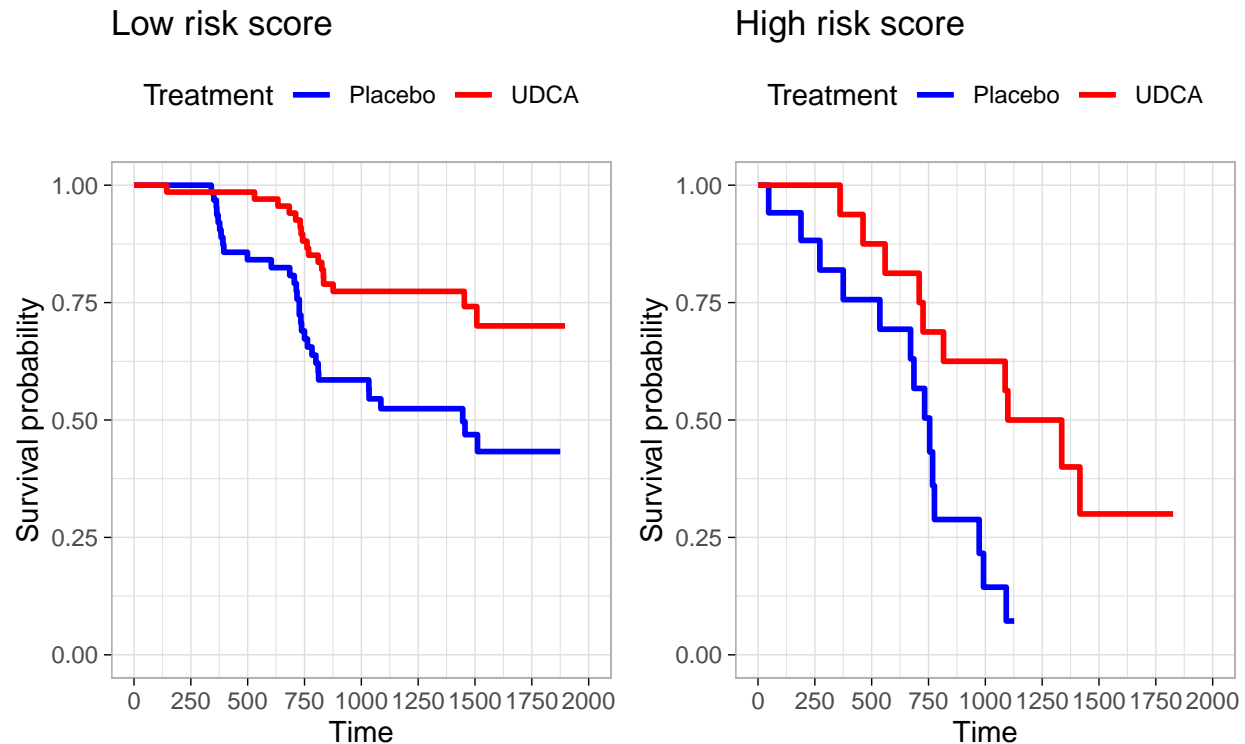 Low risk score
Treatment Placebo UDCA
Survival probability
1.00
0.75
0.50
0.25
0.00
0 250 500 750 1000 1250 1500 1750 2000
Time
High risk score
Treatment Placebo UDCA
Survival probability
1.00
0.75
0.50
0.25
0.00
0 250 500 750 1000 1250 1500 1750 2000
Time